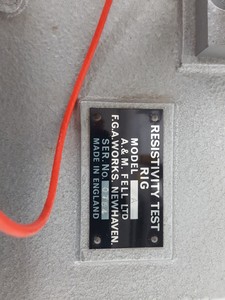 RESISTIVITY TEST
RIG
MODEL
A.& M. FELL LTD
F.G.A. WORKS. NEWHAVEN.
SER. No.
MADE IN ENGLAND